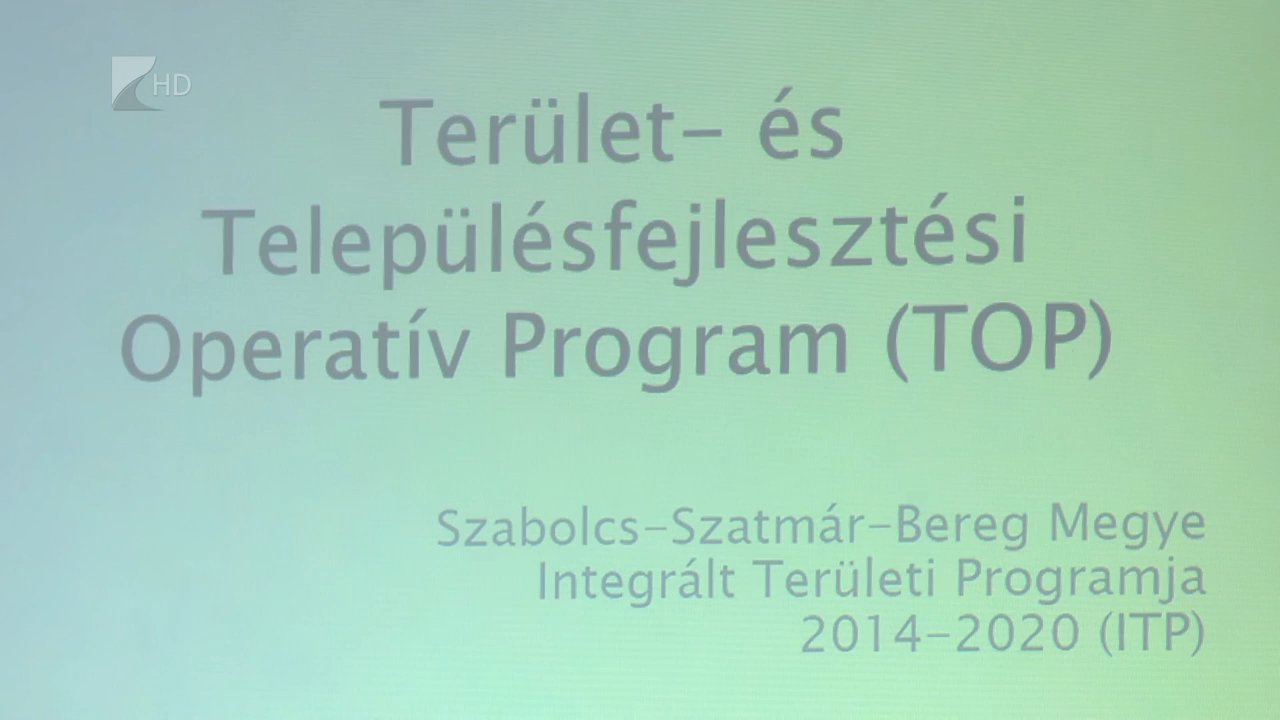 HD
Terület- és
Településfejlesztési
Operatív Program (TOP)
Szabolcs-Szatmár-Bereg Megye
Integrált Területi Programja
2014-2020 (ITP)